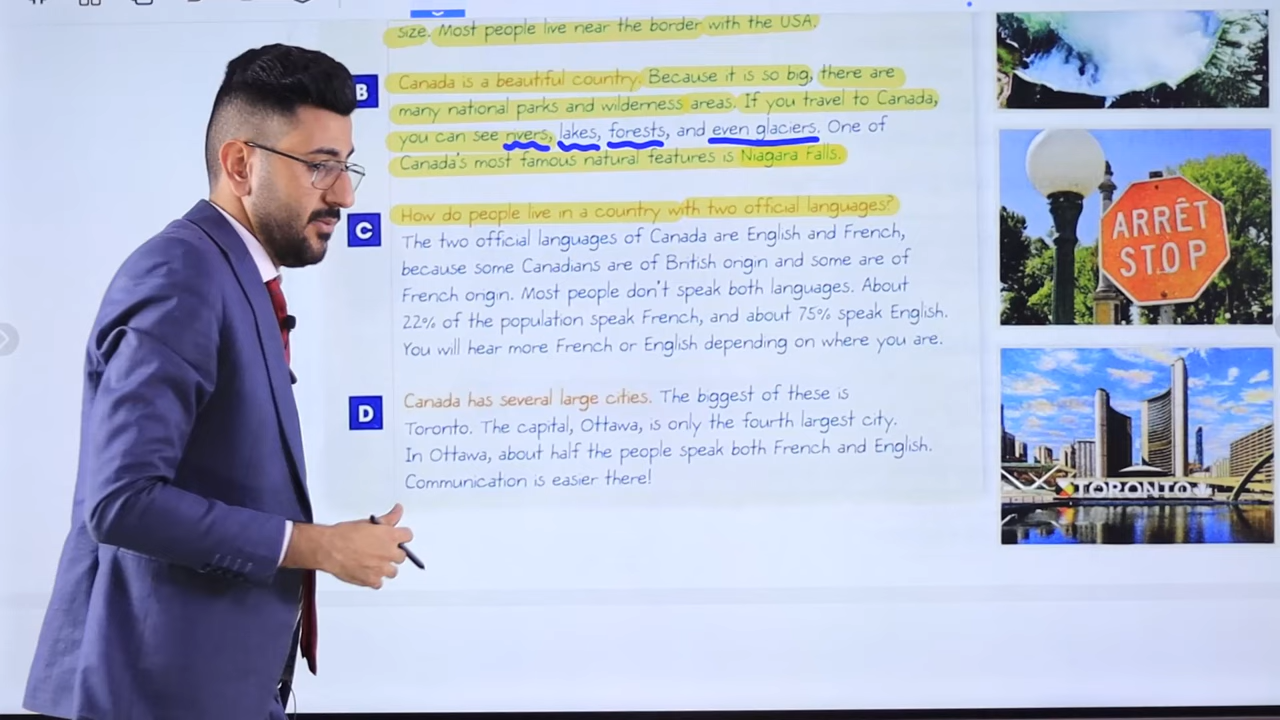 size. Most people live near the border with the USA.
B
Canada is a beautiful country. Because it is so big, there are
many national parks and wilderness areas. If you travel to Canada,
you can see rivers, lakes, forests, and even glaciers. One of
Canada's most famous natural features is Niagara Falls.
C
How do people live in a country with two official languages?
The two official languages of Canada are English and French,
because some Canadians are of British origin and some are of
French origin. Most people don't speak both languages. About
22% of the population speak French, and about 75% speak English.
You will hear more French or English depending on where you are.
D
Canada has several large cities. The biggest of these is
Toronto. The capital, Ottawa, is only the fourth largest city.
In Ottawa, about half the people speak both French and English.
Communication is easier there!
ARRÊT
STOP
TORONTO